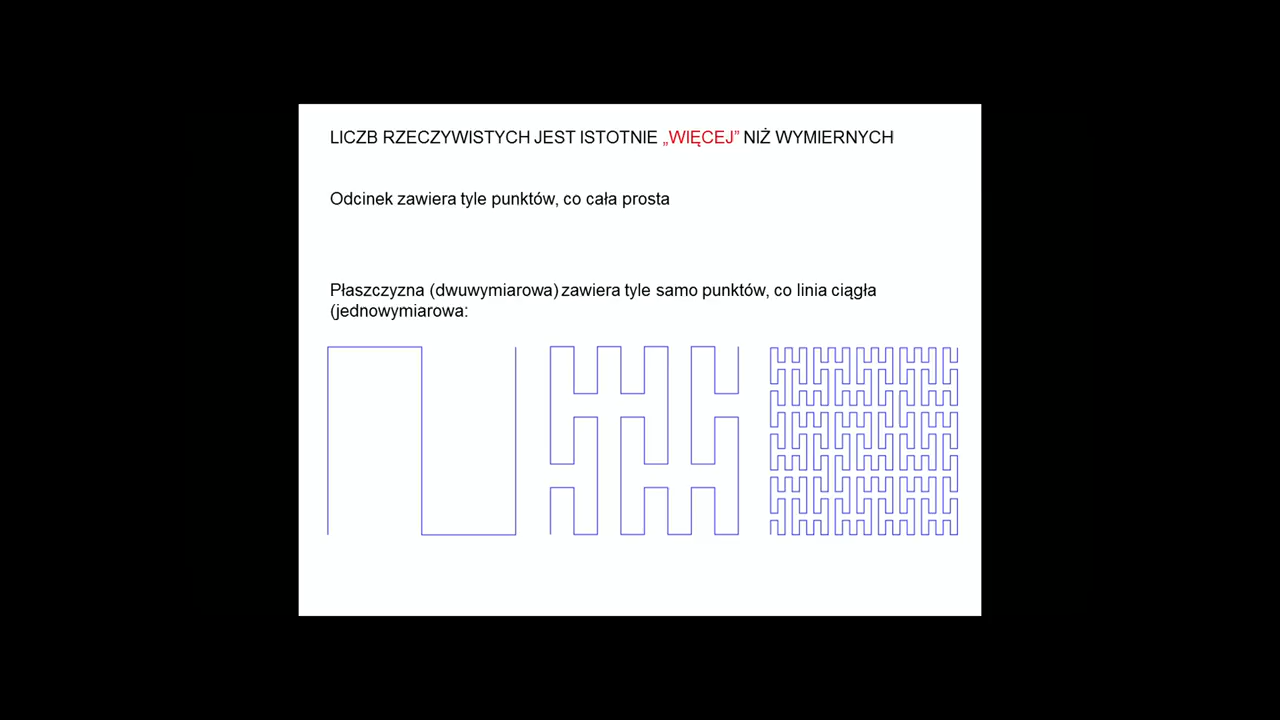 LICZB RZECZYWISTYCH JEST ISTOTNIE „WIĘCEJ” NIŻ WYMIERNYCH
Odcinek zawiera tyle punktów, co cała prosta
Płaszczyzna (dwuwymiarowa) zawiera tyle samo punktów, co linia ciągła
(jednowymiarowa: